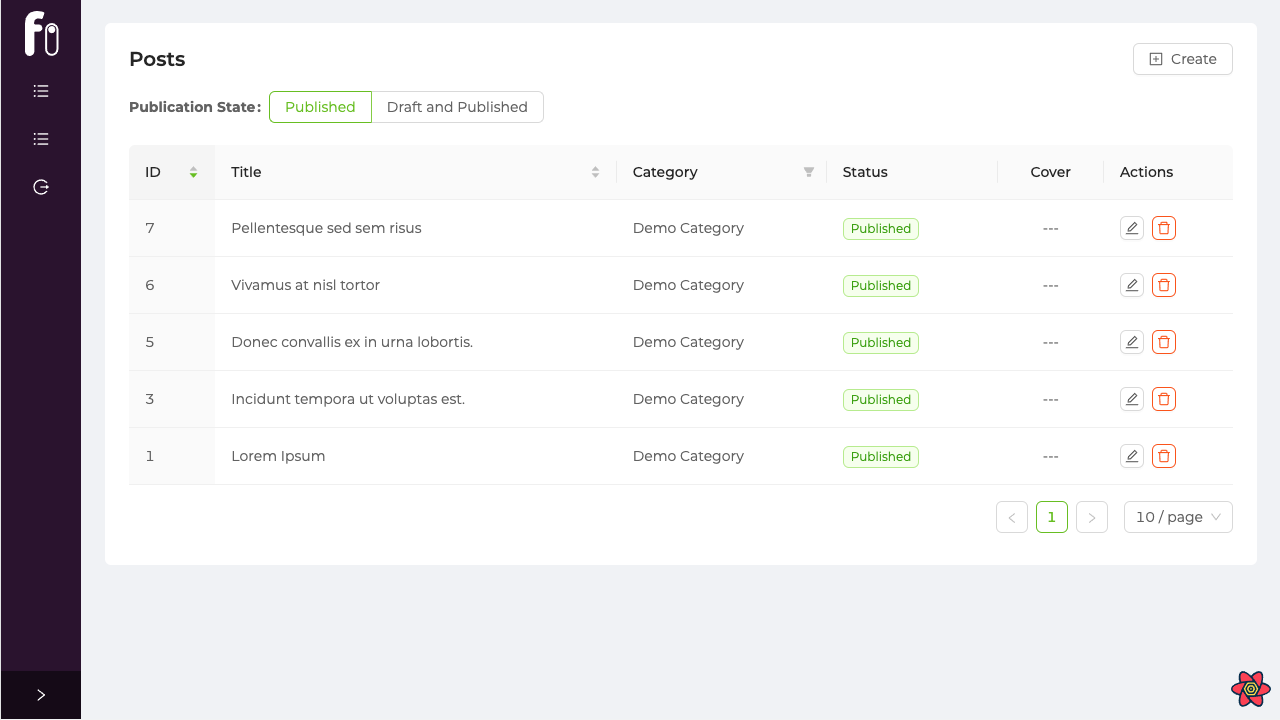 Posts
Create
Publication State:
Published
Draft and Published
ID Title Category Status Cover Actions
7 Pellentesque sed sem risus Demo Category Published ---
6 Vivamus at nisl tortor Demo Category Published ---
5 Donec convallis ex in urna lobortis. Demo Category Published ---
3 Incidunt tempora ut voluptas est. Demo Category Published ---
1 Lorem Ipsum Demo Category Published ---
1 10 / page